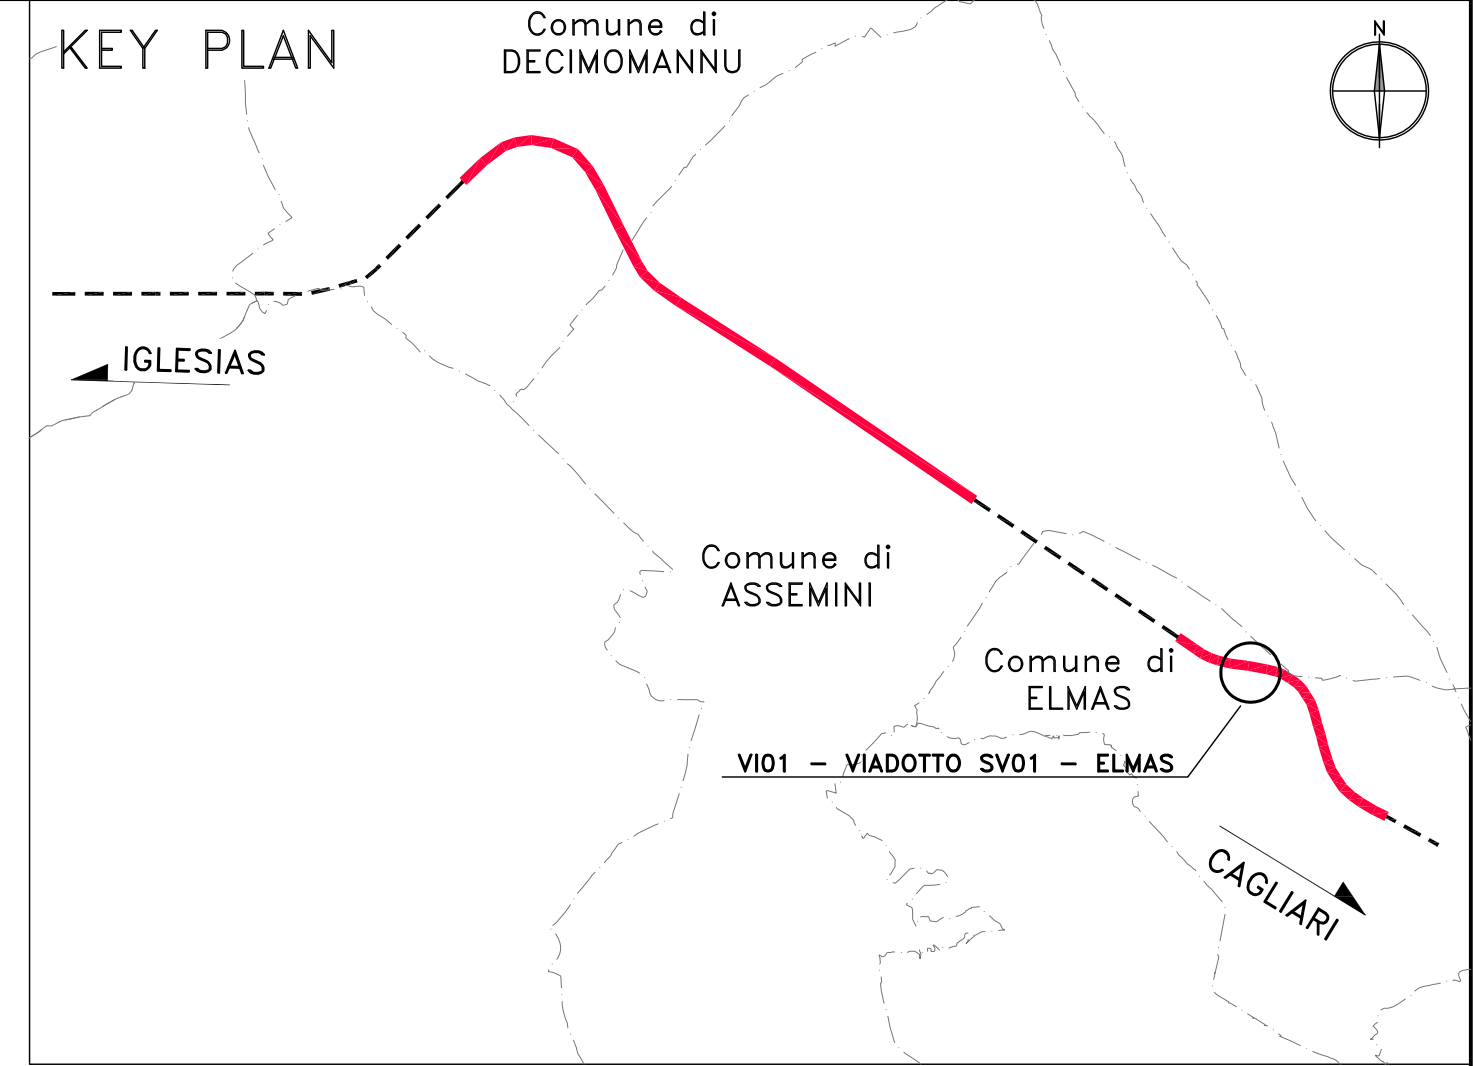 KEY PLAN
Comune di
DECIMOMANNU
N
IGLESIAS
Comune di
ASSEMINI
Comune di
ELMAS
VI01 - VIADOTTO SV01 - ELMAS
CAGLIARI